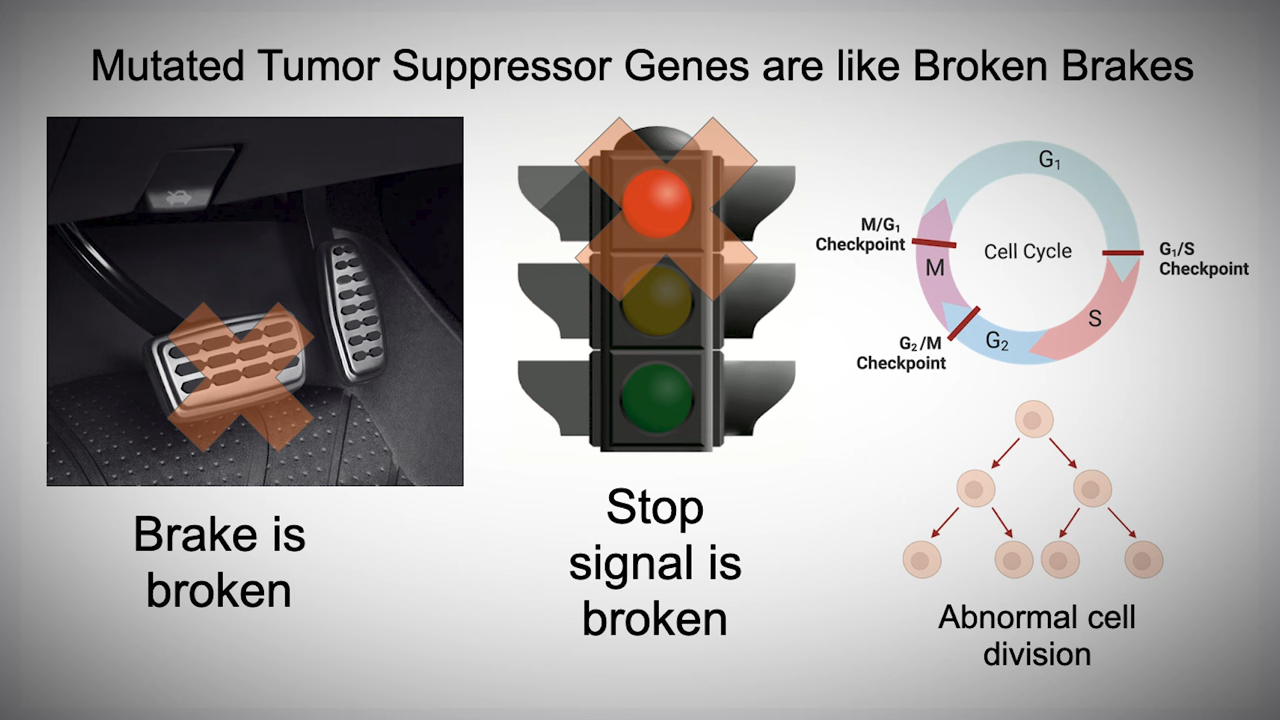 Mutated Tumor Suppressor Genes are like Broken Brakes
Brake is
broken
Stop
signal is
broken
G₁
M/G₁
Checkpoint
Cell Cycle
G₁/S
Checkpoint
M
S
G₂
G₂/M
Checkpoint
Abnormal cell
division